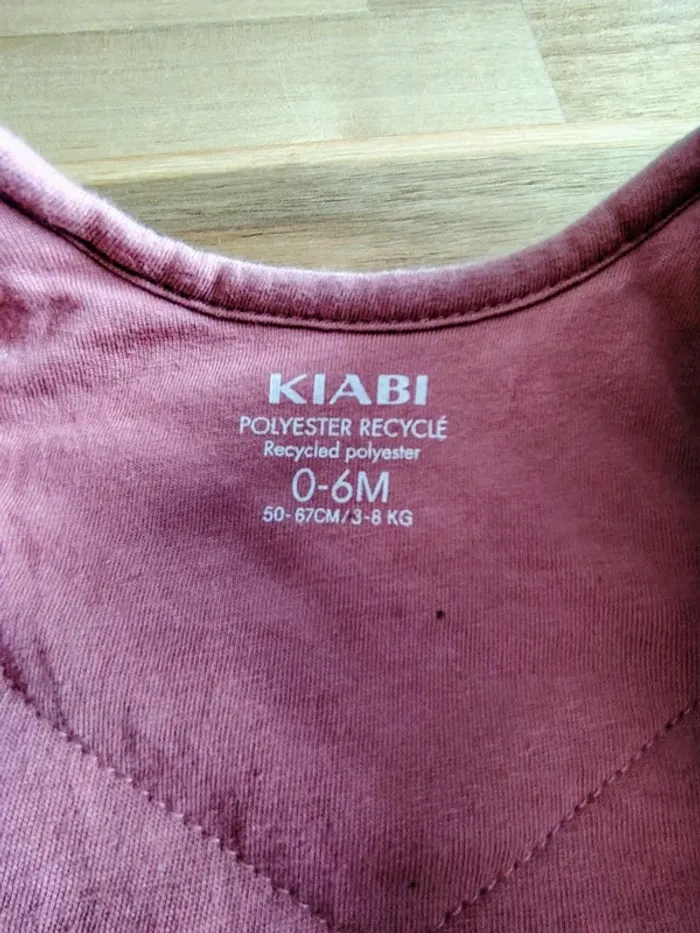 KIABI
POLYESTER RECYCLÉ
Recycled polyester
0-6M
50-67CM/3-8 KG